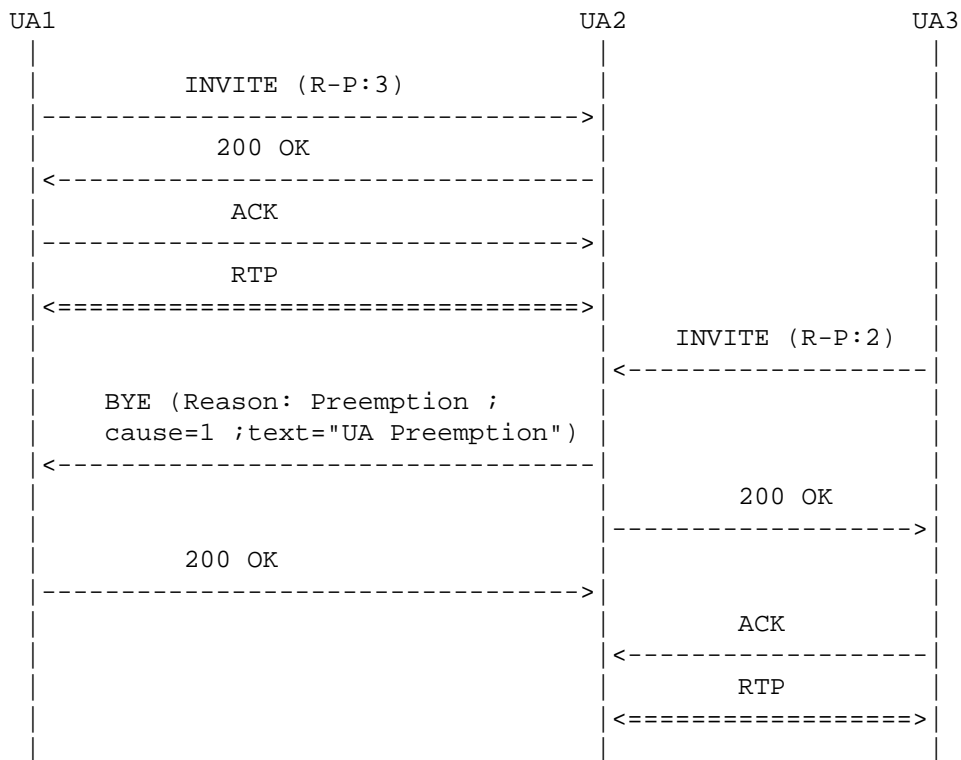 UA1 UA2 UA3
INVITE (R-P:3)
200 OK
ACK
RTP
INVITE (R-P:2)
BYE (Reason: Preemption ;
cause=1 ;text="UA Preemption")
200 OK
200 OK
ACK
RTP